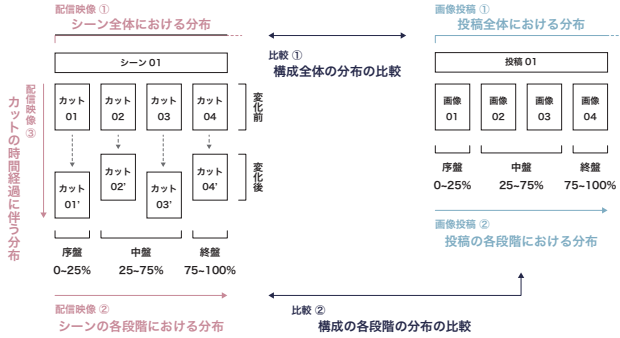 配信映像 ①
シーン全体における分布
シーン 01
カット
01
カット
02
カット
03
カット
04
変化前
カット
01’
カット
02’
カット
03’
カット
04’
変化後
配信映像 ③
カットの時間経過に伴う分布
序盤
0~25%
中盤
25~75%
終盤
75~100%
配信映像 ②
シーンの各段階における分布
比較 ①
構成全体の分布の比較
画像投稿 ①
投稿全体における分布
投稿 01
画像
01
画像
02
画像
03
画像
04
序盤
0~25%
中盤
25~75%
終盤
75~100%
画像投稿 ②
投稿の各段階における分布
比較 ②
構成の各段階の分布の比較